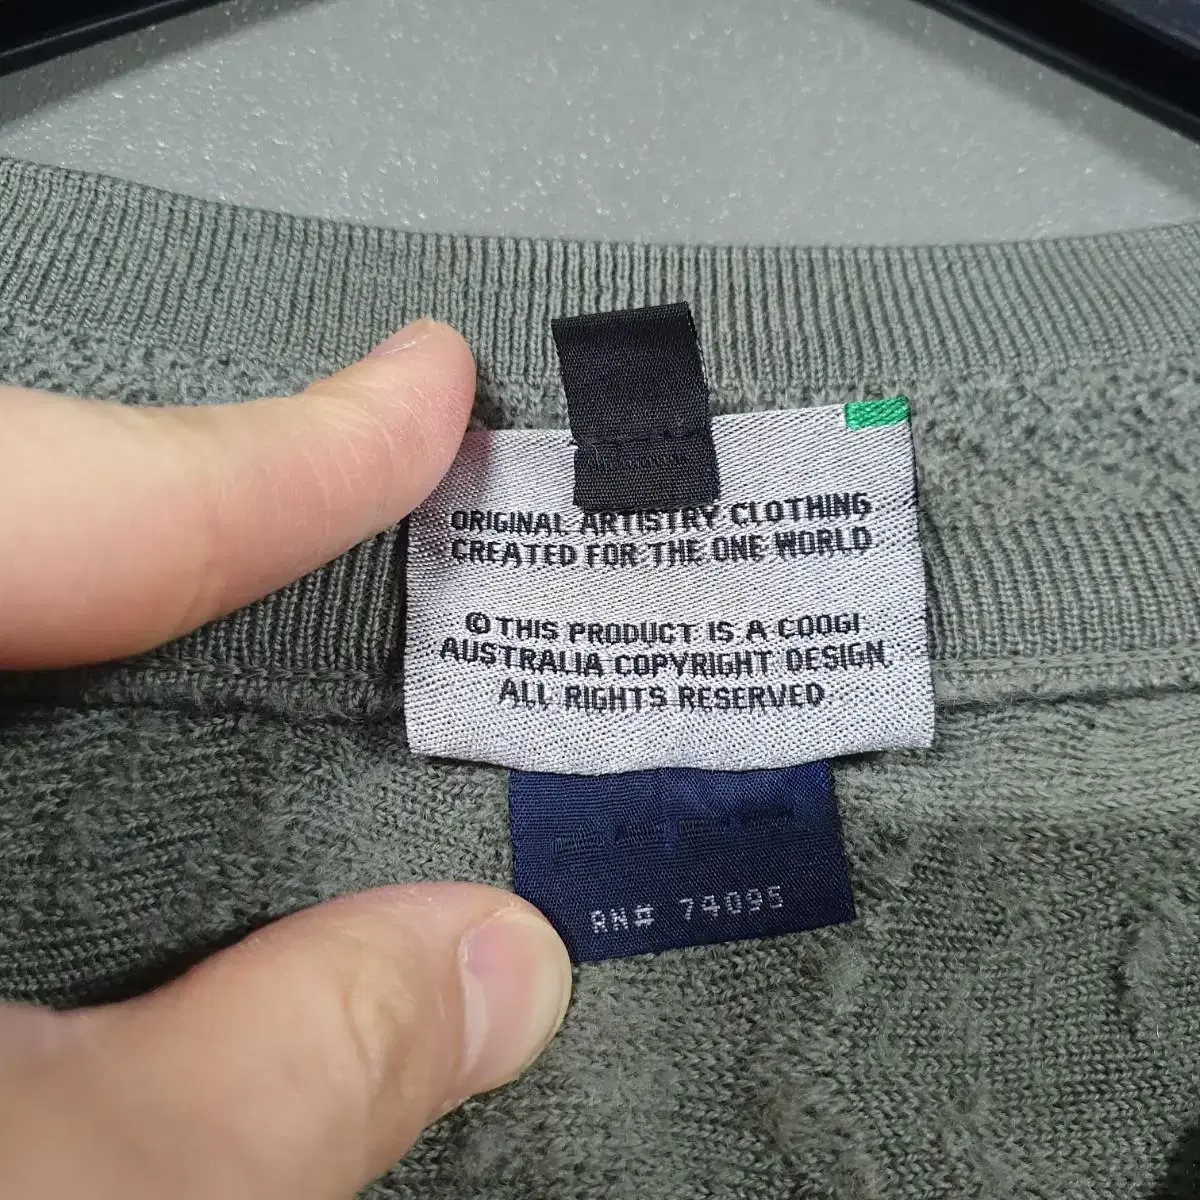 ORIGINAL ARTISTRY CLOTHING
CREATED FOR THE ONE WORLD
© THIS PRODUCT IS A COOGI
AUSTRALIA COPYRIGHT DESIGN.
ALL RIGHTS RESERVED
RN# 74095